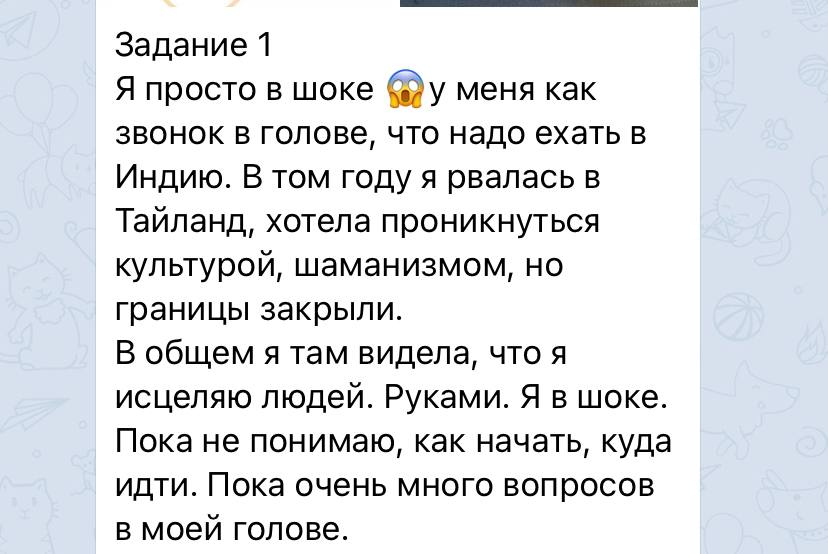 Задание 1
Я просто в шоке 😱у меня как
звонок в голове, что надо ехать в
Индию. В том году я рвалась в
Тайланд, хотела проникнуться
культурой, шаманизмом, но
границы закрыли.
В общем я там видела, что я
исцеляю людей. Руками. Я в шоке.
Пока не понимаю, как начать, куда
идти. Пока очень много вопросов
в моей голове.